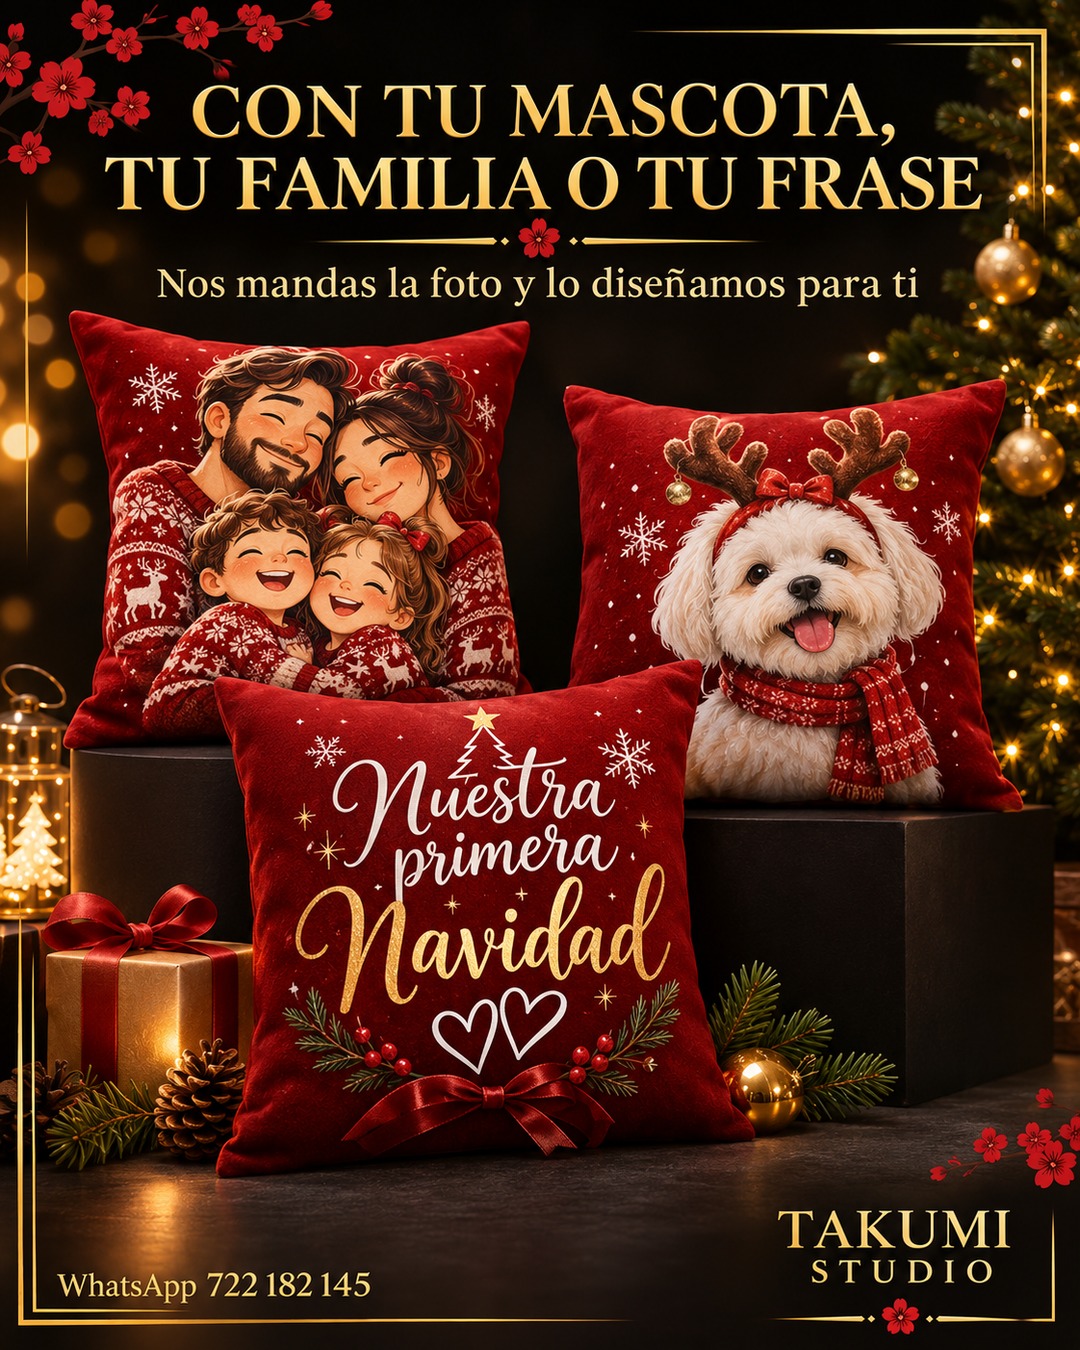 CON TU MASCOTA,
TU FAMILIA O TU FRASE
Nos mandas la foto y lo diseñamos para ti
Nuestra
primera
Navidad
WhatsApp 722 182 145
TAKUMI
STUDIO